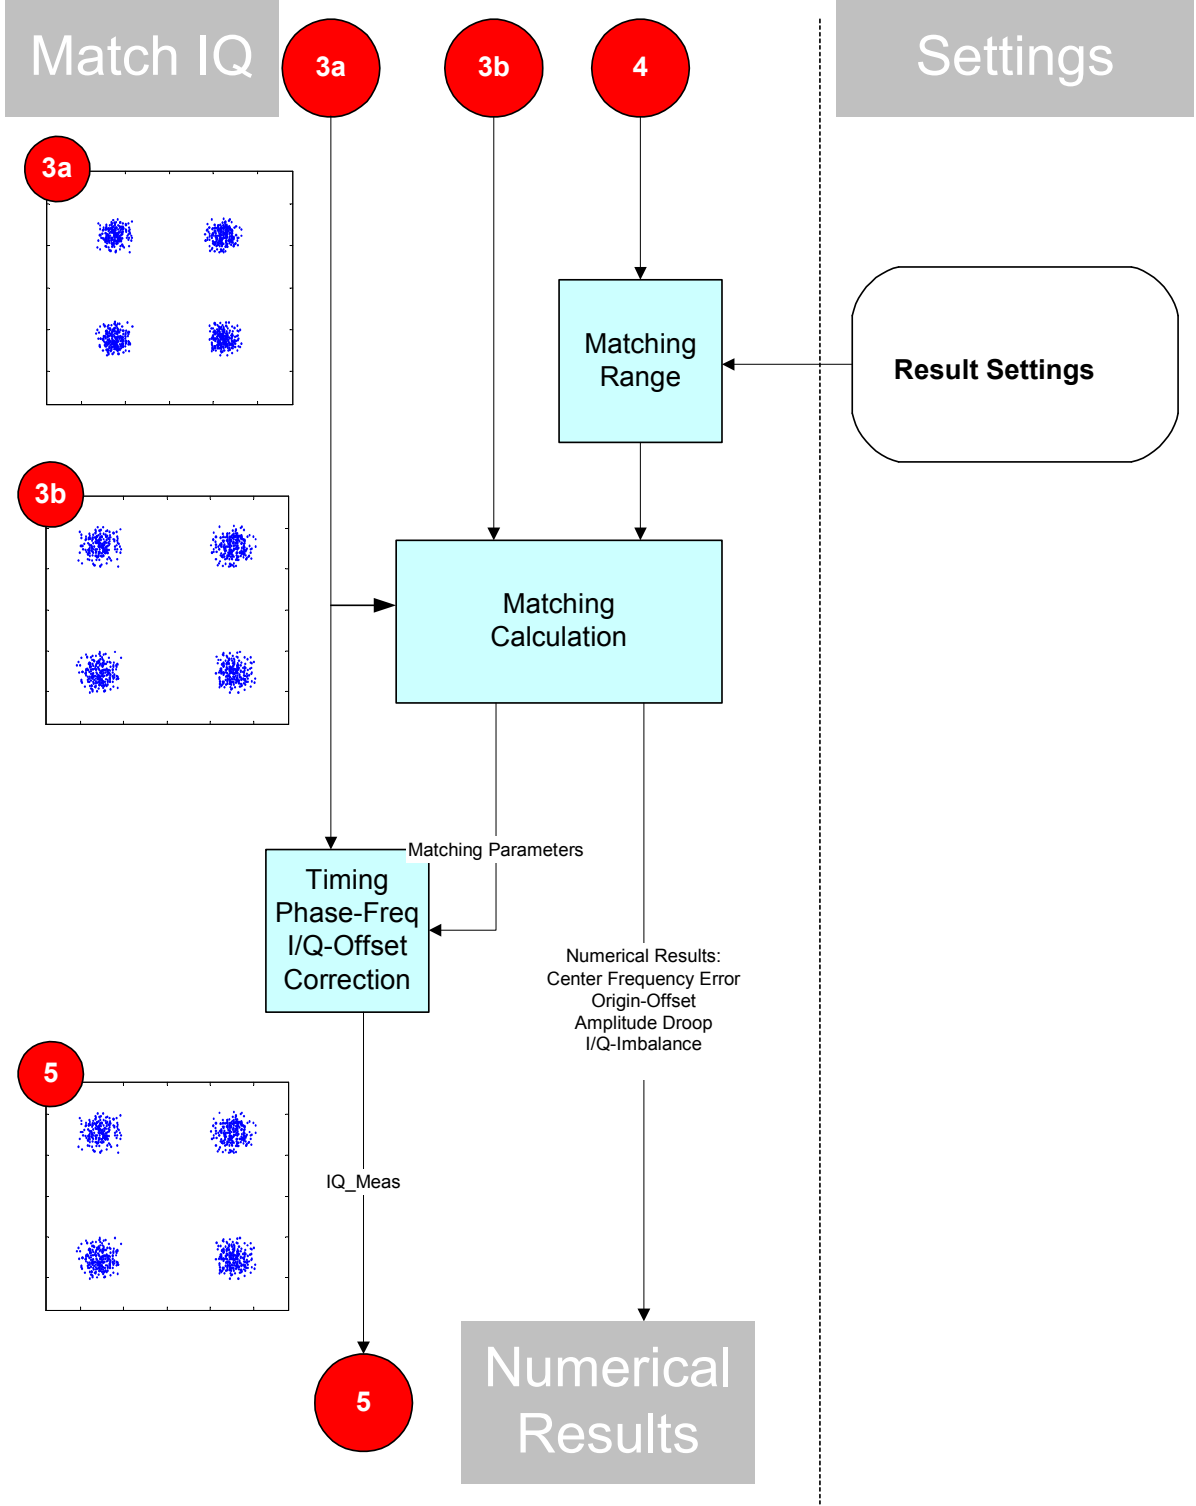 Match IQ
3a
3b
4
Settings
3a
Matching
Range
Result Settings
3b
Matching
Calculation
Matching Parameters
Timing
Phase-Freq
I/Q-Offset
Correction
Numerical Results:
Center Frequency Error
Origin-Offset
Amplitude Droop
I/Q-Imbalance
5
IQ_Meas
5
Numerical
Results